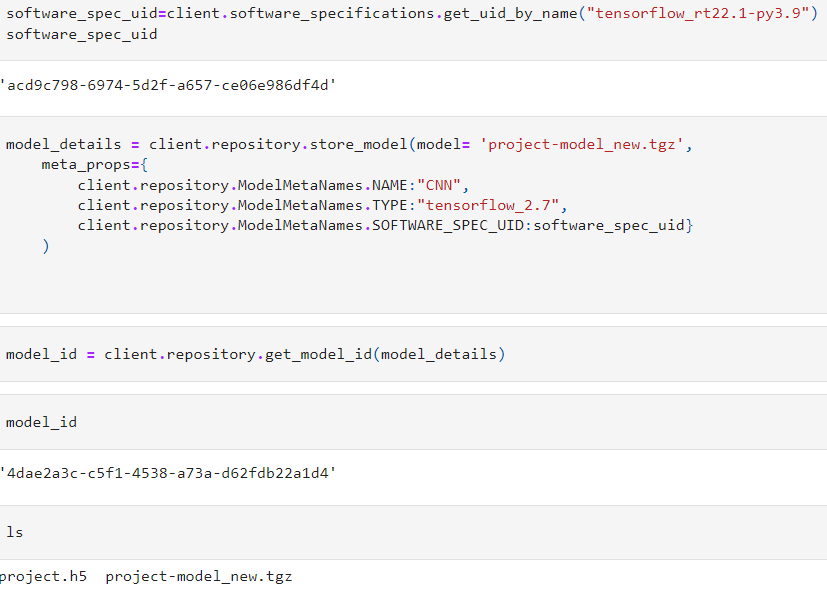 software_spec_uid=client.software_specifications.get_uid_by_name("tensorflow_rt22.1-py3.9")
software_spec_uid
'acd9c798-6974-5d2f-a657-ce06e986df4d'
model_details = client.repository.store_model(model= 'project-model_new.tgz',
    meta_props={
        client.repository.ModelMetaNames.NAME:"CNN",
        client.repository.ModelMetaNames.TYPE:"tensorflow_2.7",
        client.repository.ModelMetaNames.SOFTWARE_SPEC_UID:software_spec_uid}
    )
model_id = client.repository.get_model_id(model_details)
model_id
'4dae2a3c-c5f1-4538-a73a-d62fdb22a1d4'
ls
project.h5  project-model_new.tgz